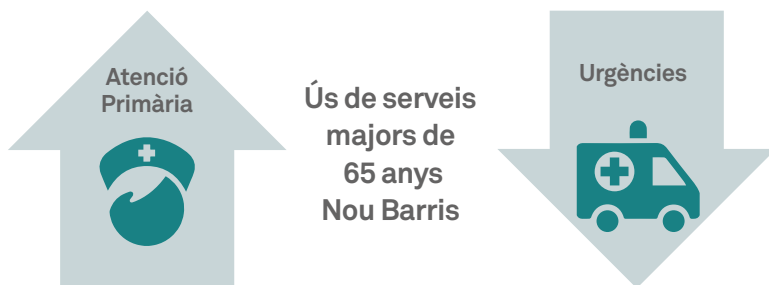 Atenció
Primària
Ús de serveis
majors de
65 anys
Nou Barris
Urgències